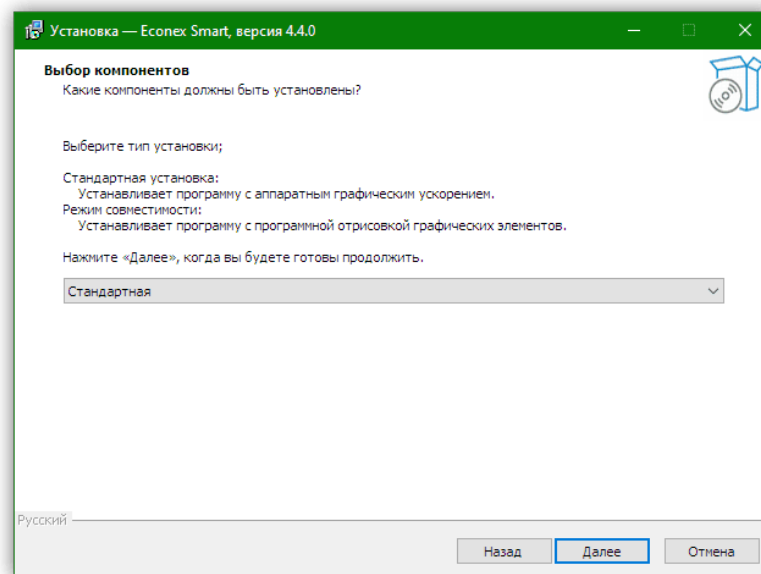 Установка — Econex Smart, версия 4.4.0
Выбор компонентов
Какие компоненты должны быть установлены?
Выберите тип установки;
Стандартная установка:
Устанавливает программу с аппаратным графическим ускорением.
Режим совместимости:
Устанавливает программу с программной отрисовкой графических элементов.
Нажмите «Далее», когда вы будете готовы продолжить.
Стандартная
Русский
Назад
Далее
Отмена